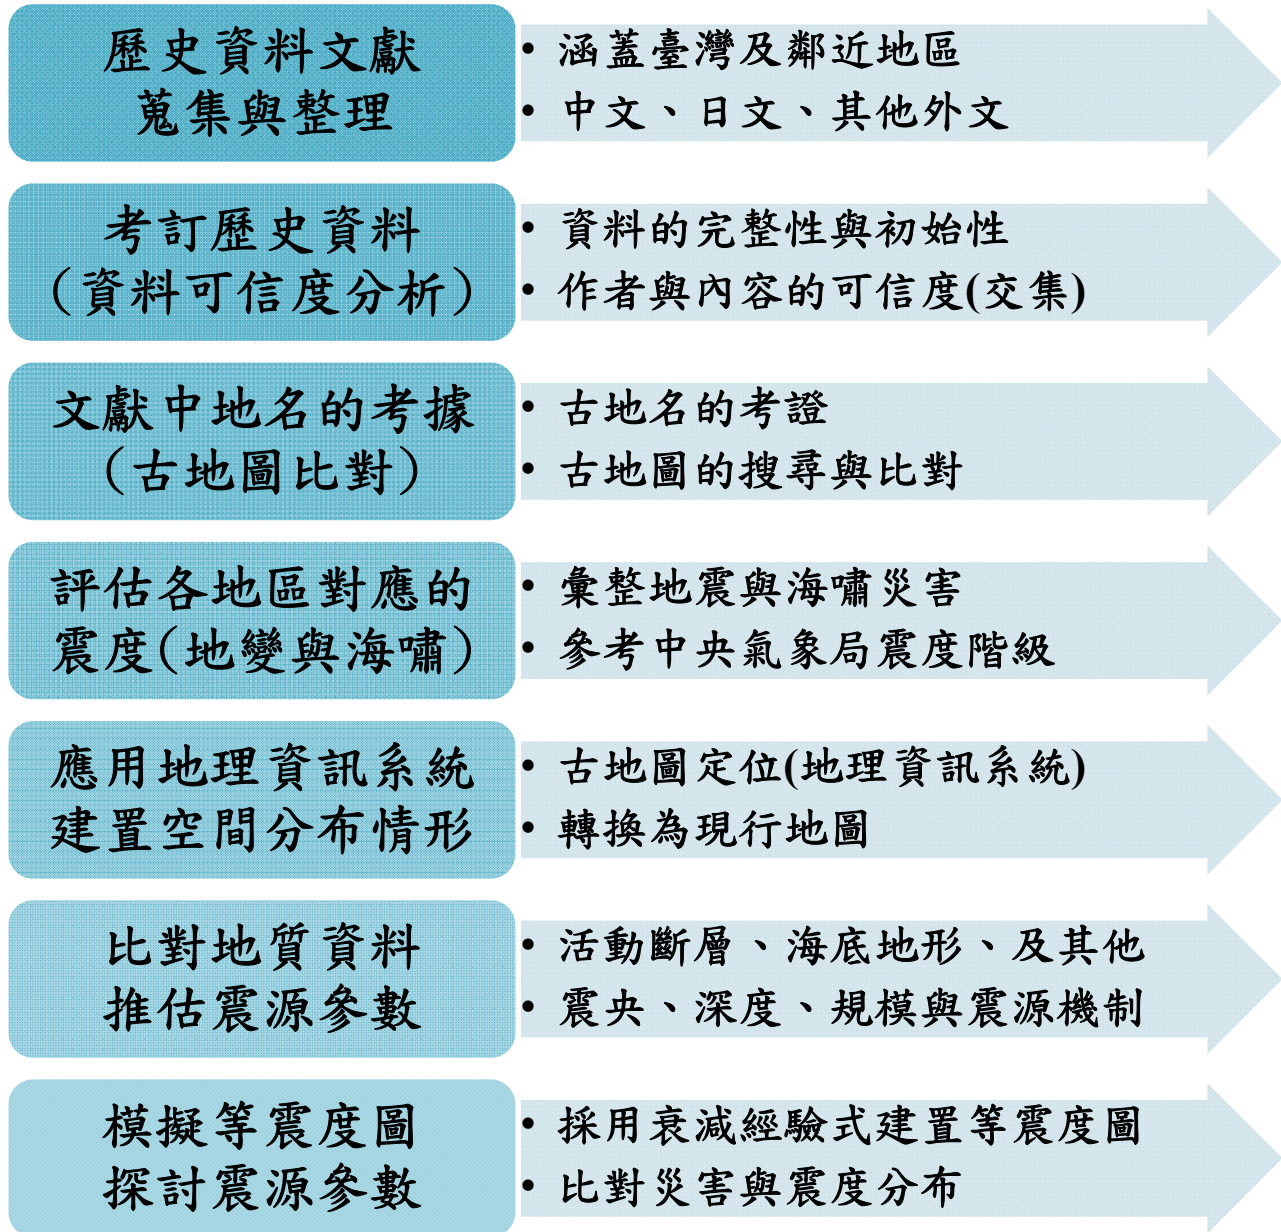 歷史資料文獻
蒐集與整理
• 涵蓋臺灣及鄰近地區
• 中文、日文、其他外文
考訂歷史資料
(資料可信度分析)
• 資料的完整性與初始性
• 作者與內容的可信度(交集)
文獻中地名的考據
(古地圖比對)
• 古地名的考證
• 古地圖的搜尋與比對
評估各地區對應的
震度(地變與海嘯)
• 彙整地震與海嘯災害
• 參考中央氣象局震度階級
應用地理資訊系統
建置空間分布情形
• 古地圖定位(地理資訊系統)
• 轉換為現行地圖
比對地質資料
推估震源參數
• 活動斷層、海底地形、及其他
• 震央、深度、規模與震源機制
模擬等震度圖
探討震源參數
• 採用衰減經驗式建置等震度圖
• 比對災害與震度分布